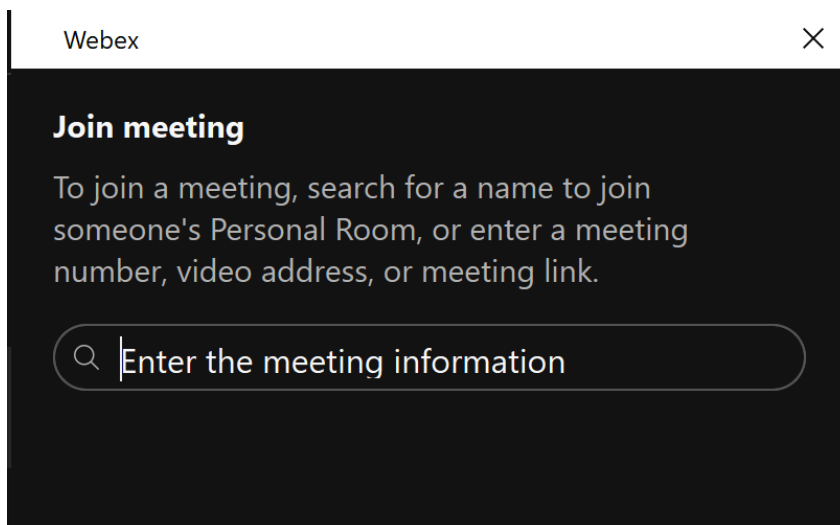 Webex
Join meeting
To join a meeting, search for a name to join
someone's Personal Room, or enter a meeting
number, video address, or meeting link.
Enter the meeting information